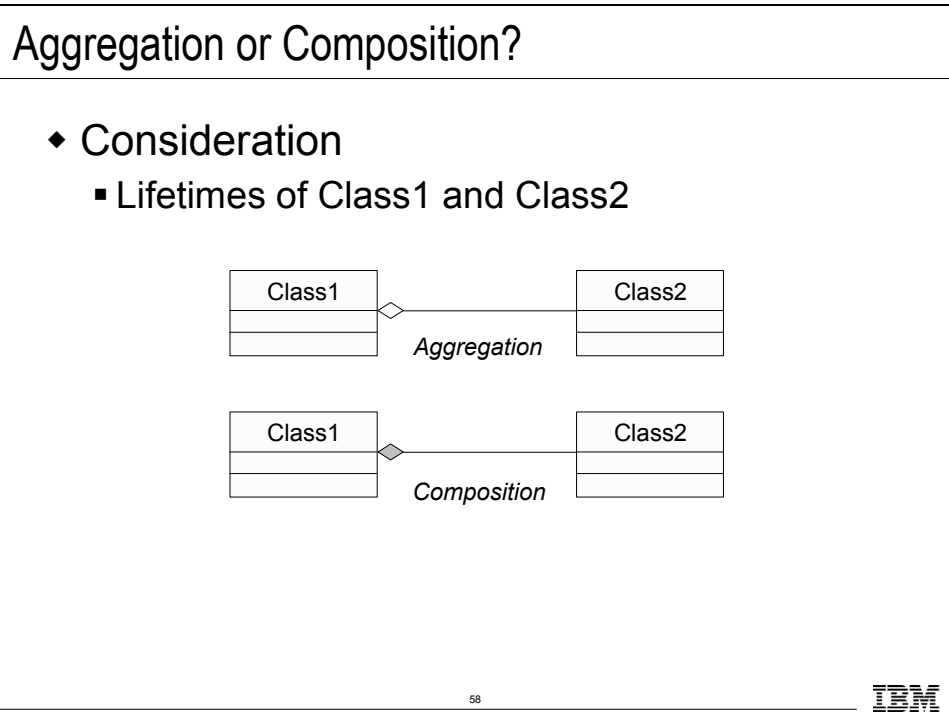 Aggregation or Composition?
◆ Consideration
▪ Lifetimes of Class1 and Class2
Class1
Class2
Aggregation
Class1
Class2
Composition
58
IBM